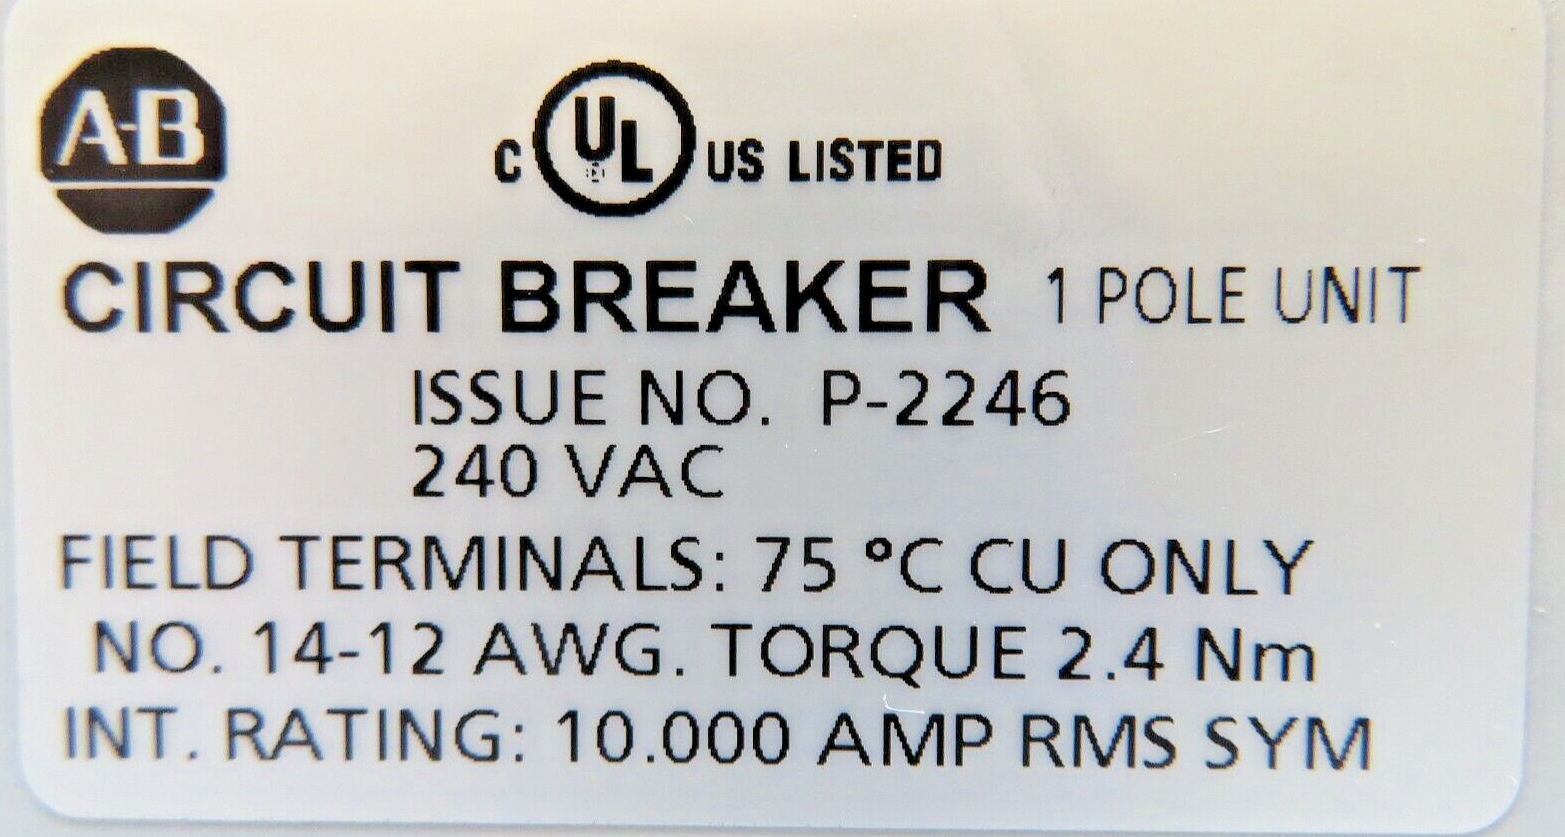 A-B
C UL US LISTED
CIRCUIT BREAKER 1 POLE UNIT
ISSUE NO. P-2246
240 VAC
FIELD TERMINALS: 75 °C CU ONLY
NO. 14-12 AWG. TORQUE 2.4 Nm
INT. RATING: 10.000 AMP RMS SYM